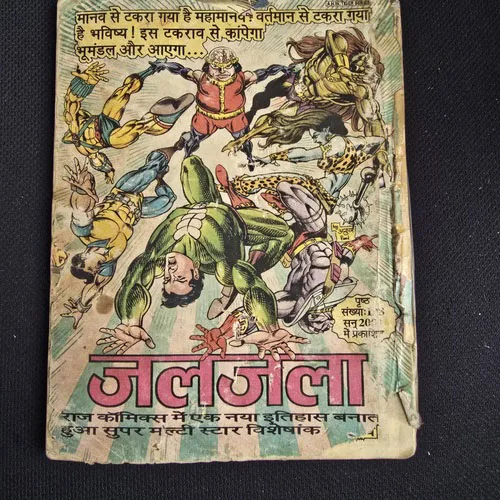 मानव से टकरा गया है महामानव वर्तमान से टकरा गया
है भविष्य! इस टकराव से कांपेगा
भूमंडल और आएगा...
पृष्ठ
संख्या:
सन्
में प्रकाशित
जलजला
राज कॉमिक्स में एक नया इतिहास बनाता
हुआ सुपर मल्टी स्टार विशेषांक